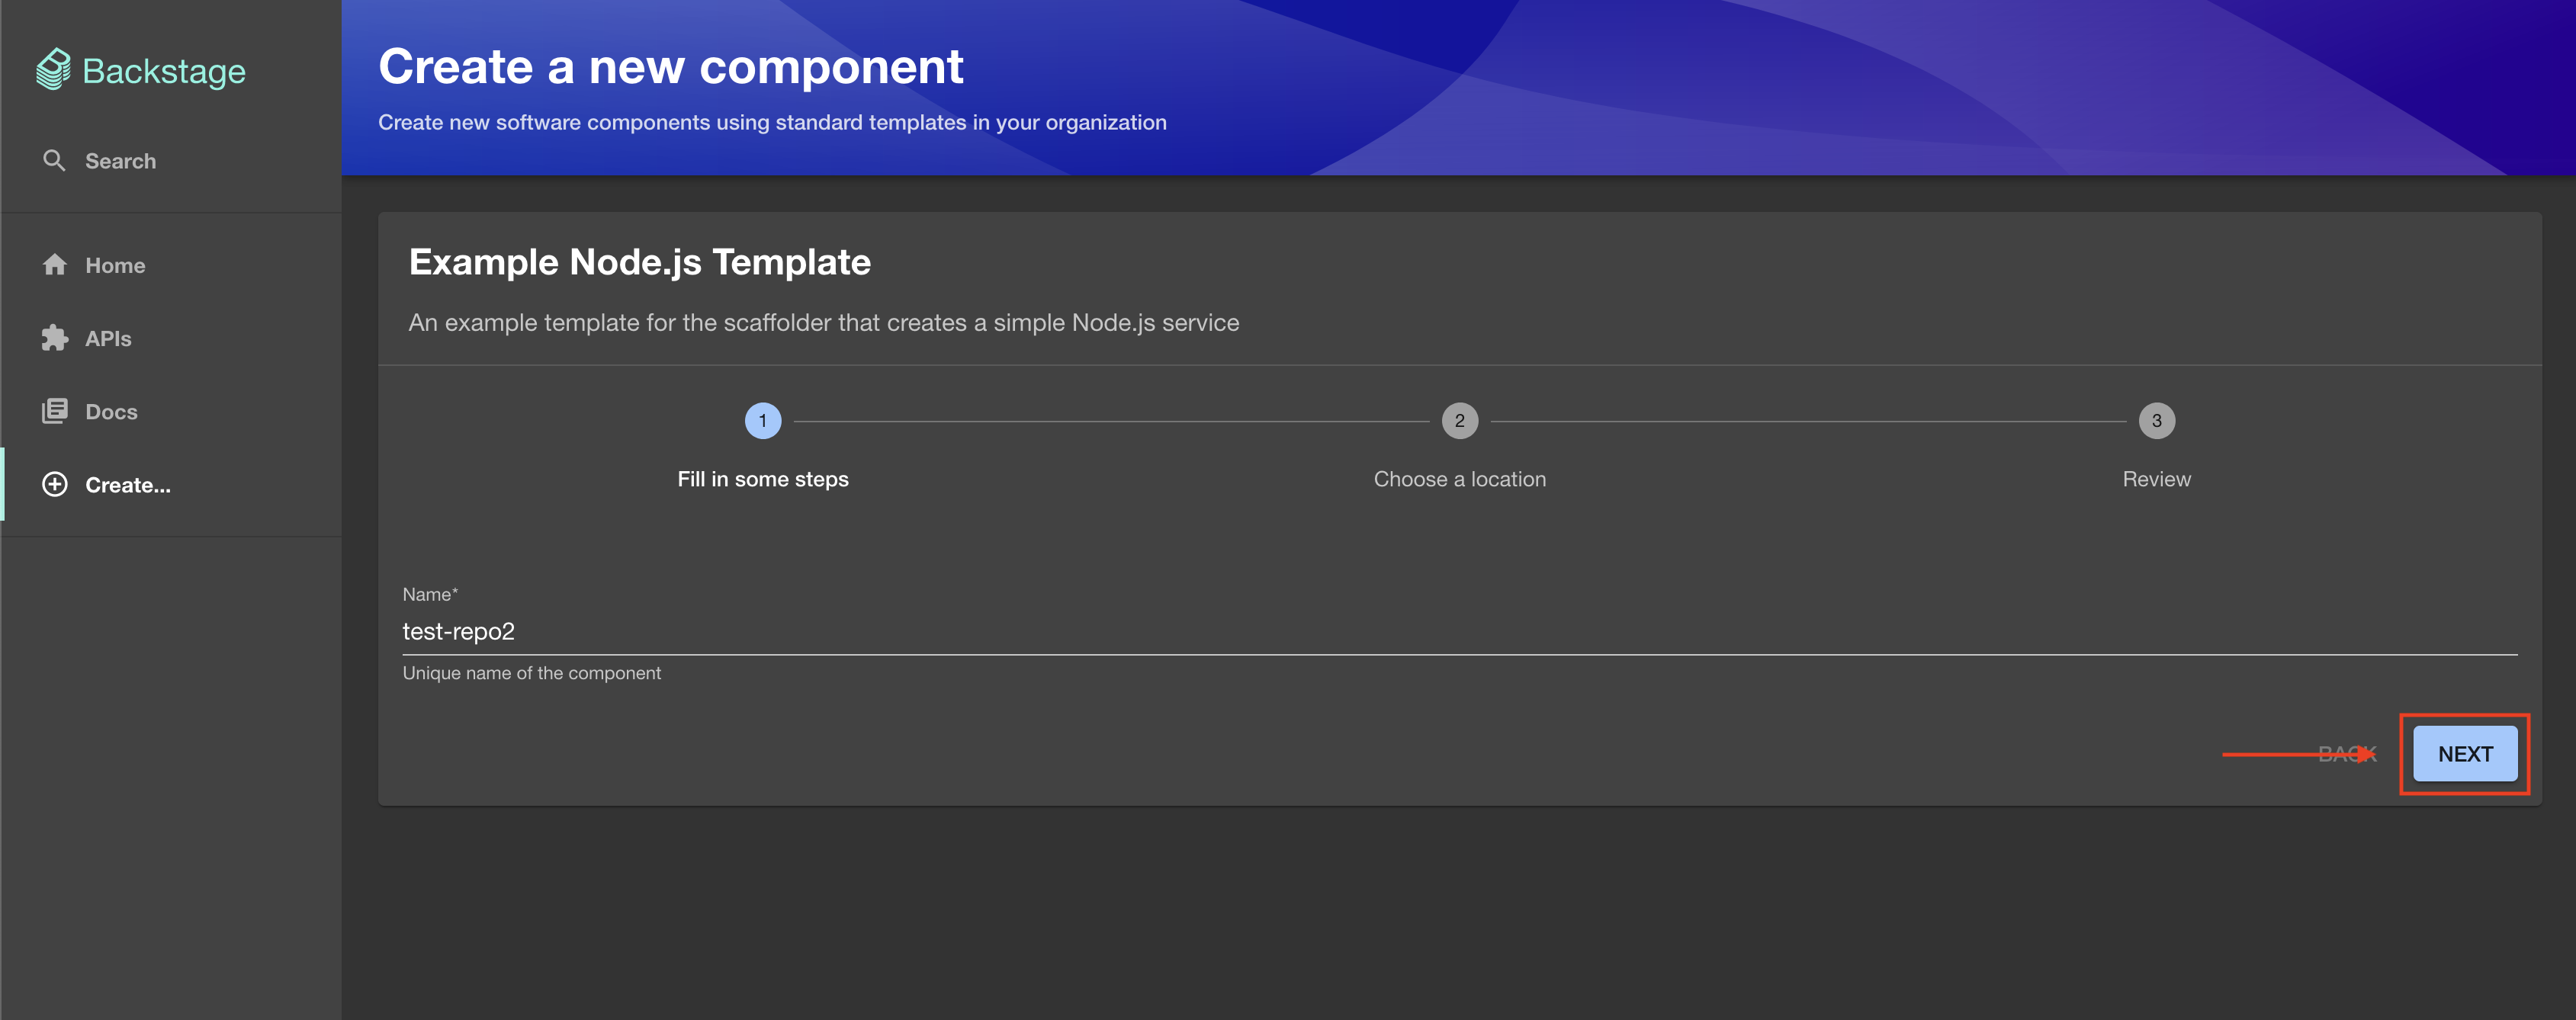 Backstage
Search
Home
APIs
Docs
Create...
Create a new component
Create new software components using standard templates in your organization
Example Node.js Template
An example template for the scaffolder that creates a simple Node.js service
1
2
3
Fill in some steps
Choose a location
Review
Name*
test-repo2
Unique name of the component
BACK
NEXT